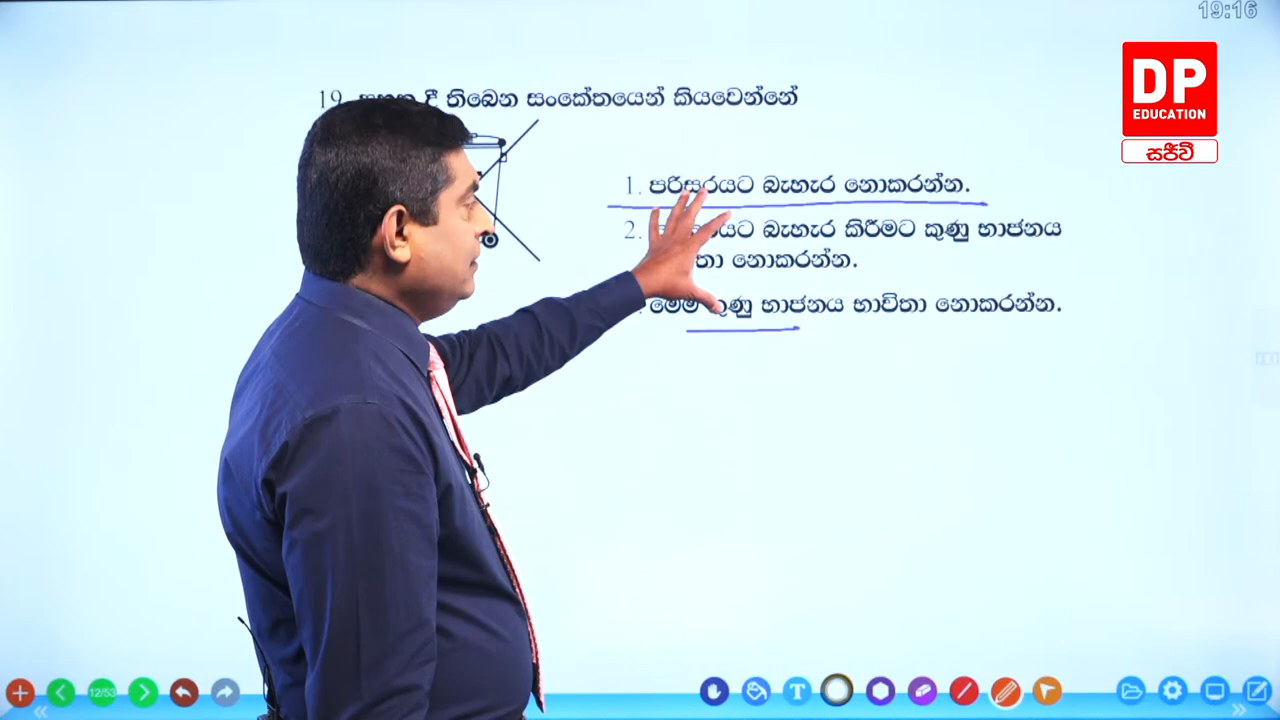 19:16
DP
EDUCATION
සජීවී
19. දී තිබෙන සංකේතයෙන් කියවෙන්නේ
1. පරිසරයට බැහැර නොකරන්න.
2. බැහැර කිරීමට කුණු භාජනය
නොකරන්න.
මෙම කුණු භාජනය භාවිතා නොකරන්න.
12/53